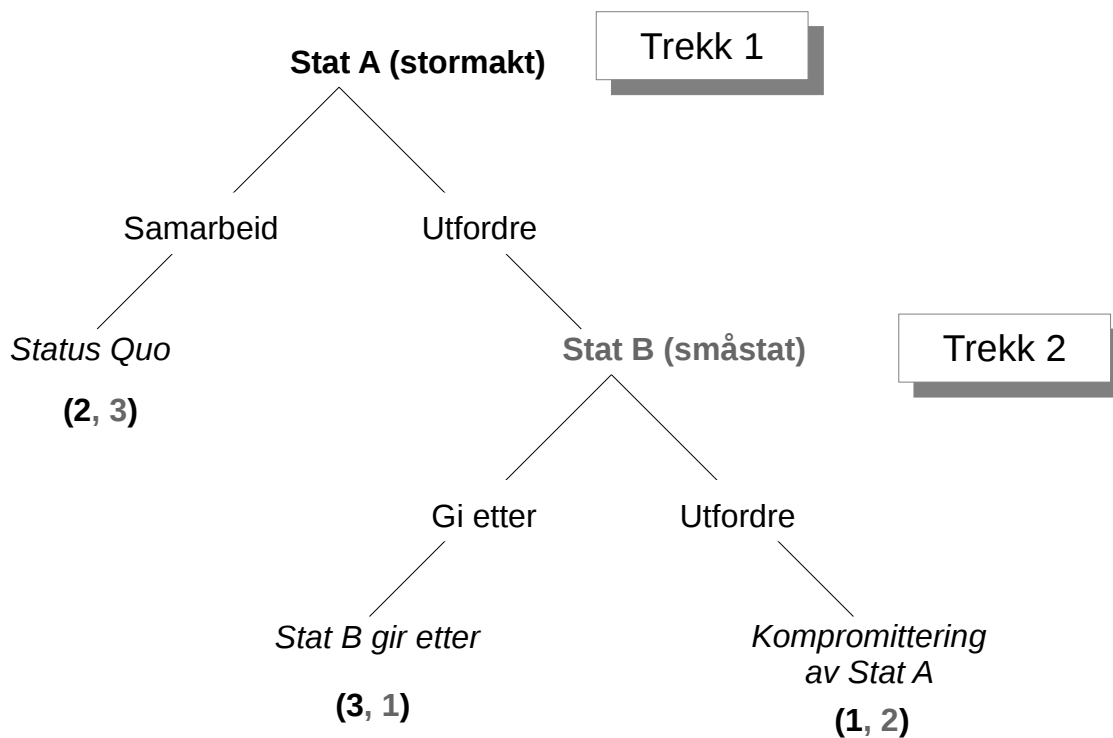 Stat A (stormakt)
Trekk 1
Samarbeid
Utfordre
Status Quo
(2, 3)
Stat B (småstat)
Trekk 2
Gi etter
Utfordre
Stat B gir etter
(3, 1)
Kompromittering
av Stat A
(1, 2)